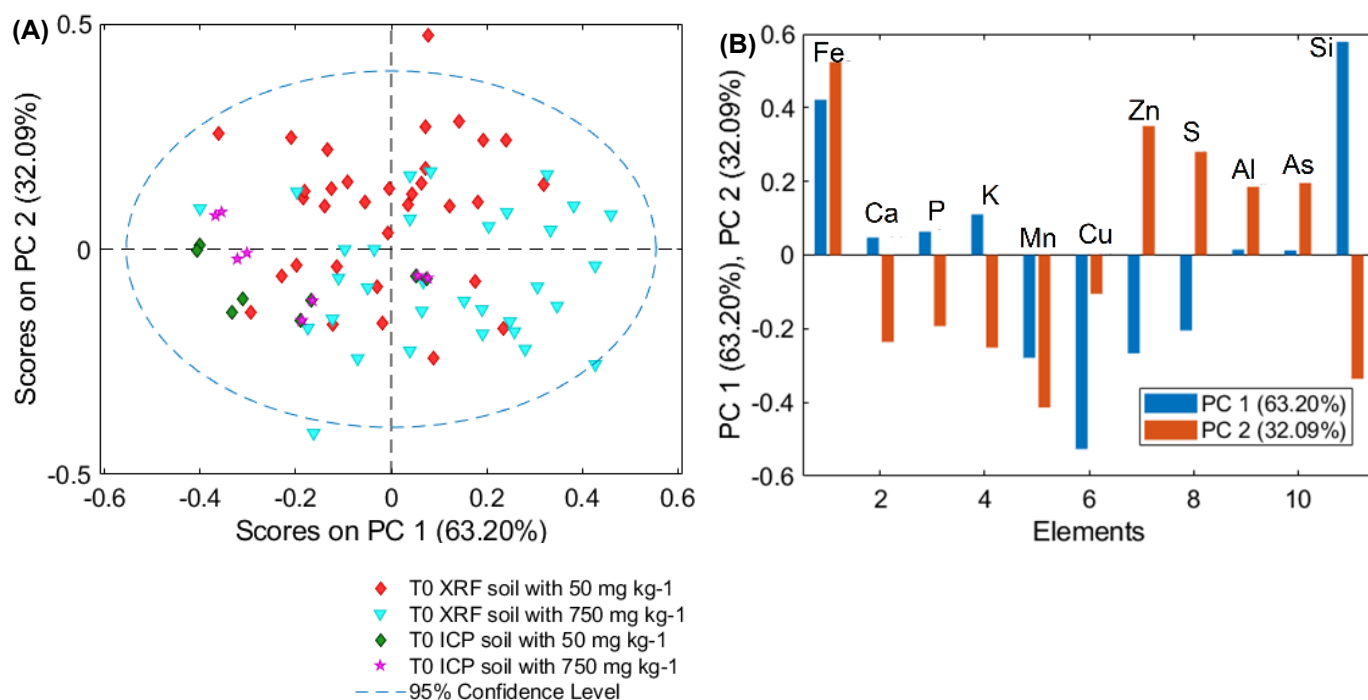 (A)
0.5
0
-0.5
Scores on PC 2 (32.09%)
-0.6
-0.4
-0.2
0
0.2
0.4
0.6
Scores on PC 1 (63.20%)
T0 XRF soil with 50 mg kg-1
T0 XRF soil with 750 mg kg-1
T0 ICP soil with 50 mg kg-1
T0 ICP soil with 750 mg kg-1
95% Confidence Level
(B)
0.6
0.4
0.2
0
-0.2
-0.4
-0.6
PC 1 (63.20%), PC 2 (32.09%)
Fe
Ca
P
K
Mn
Cu
Zn
S
Al
As
Si
PC 1 (63.20%)
PC 2 (32.09%)
2
4
6
8
10
Elements